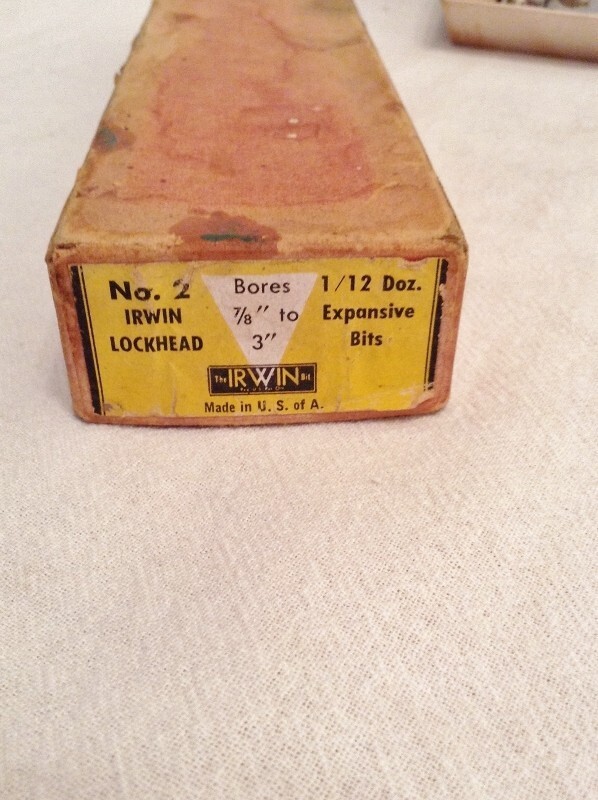 No. 2
IRWIN
LOCKHEAD
Bores
7/8" to
3"
1/12 Doz.
Expansive
Bits
The IRWIN Bit
Made in U. S. of A.